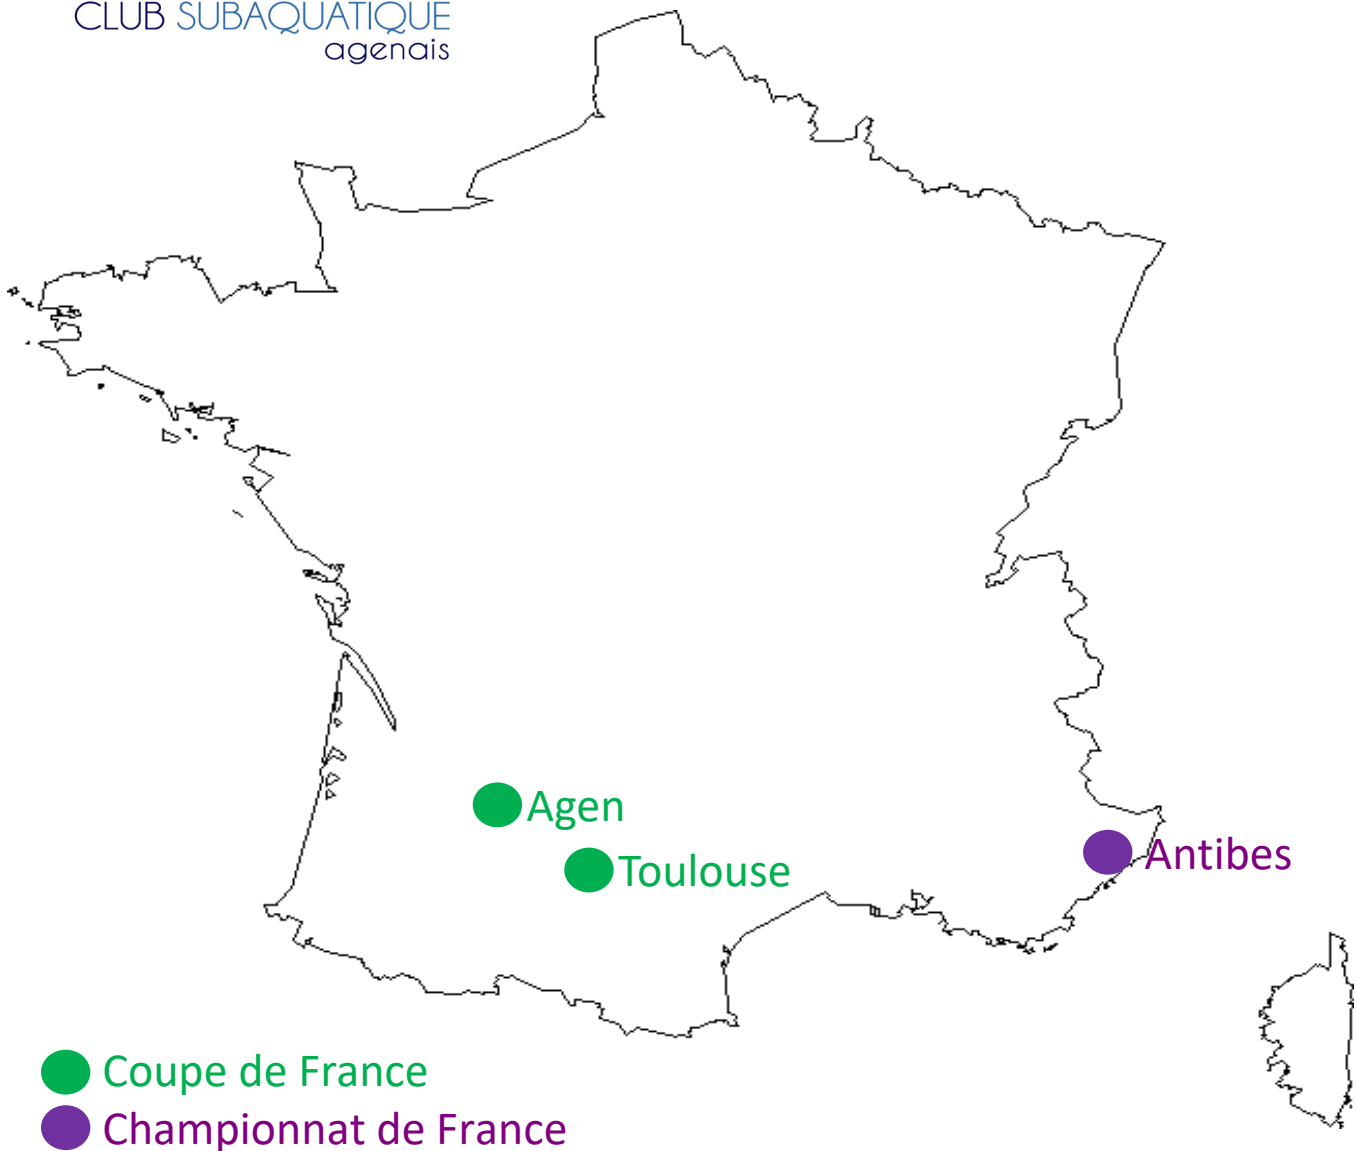 CLUB SUBAQUATIQUE
agenais
Agen
Toulouse
Antibes
Coupe de France
Championnat de France